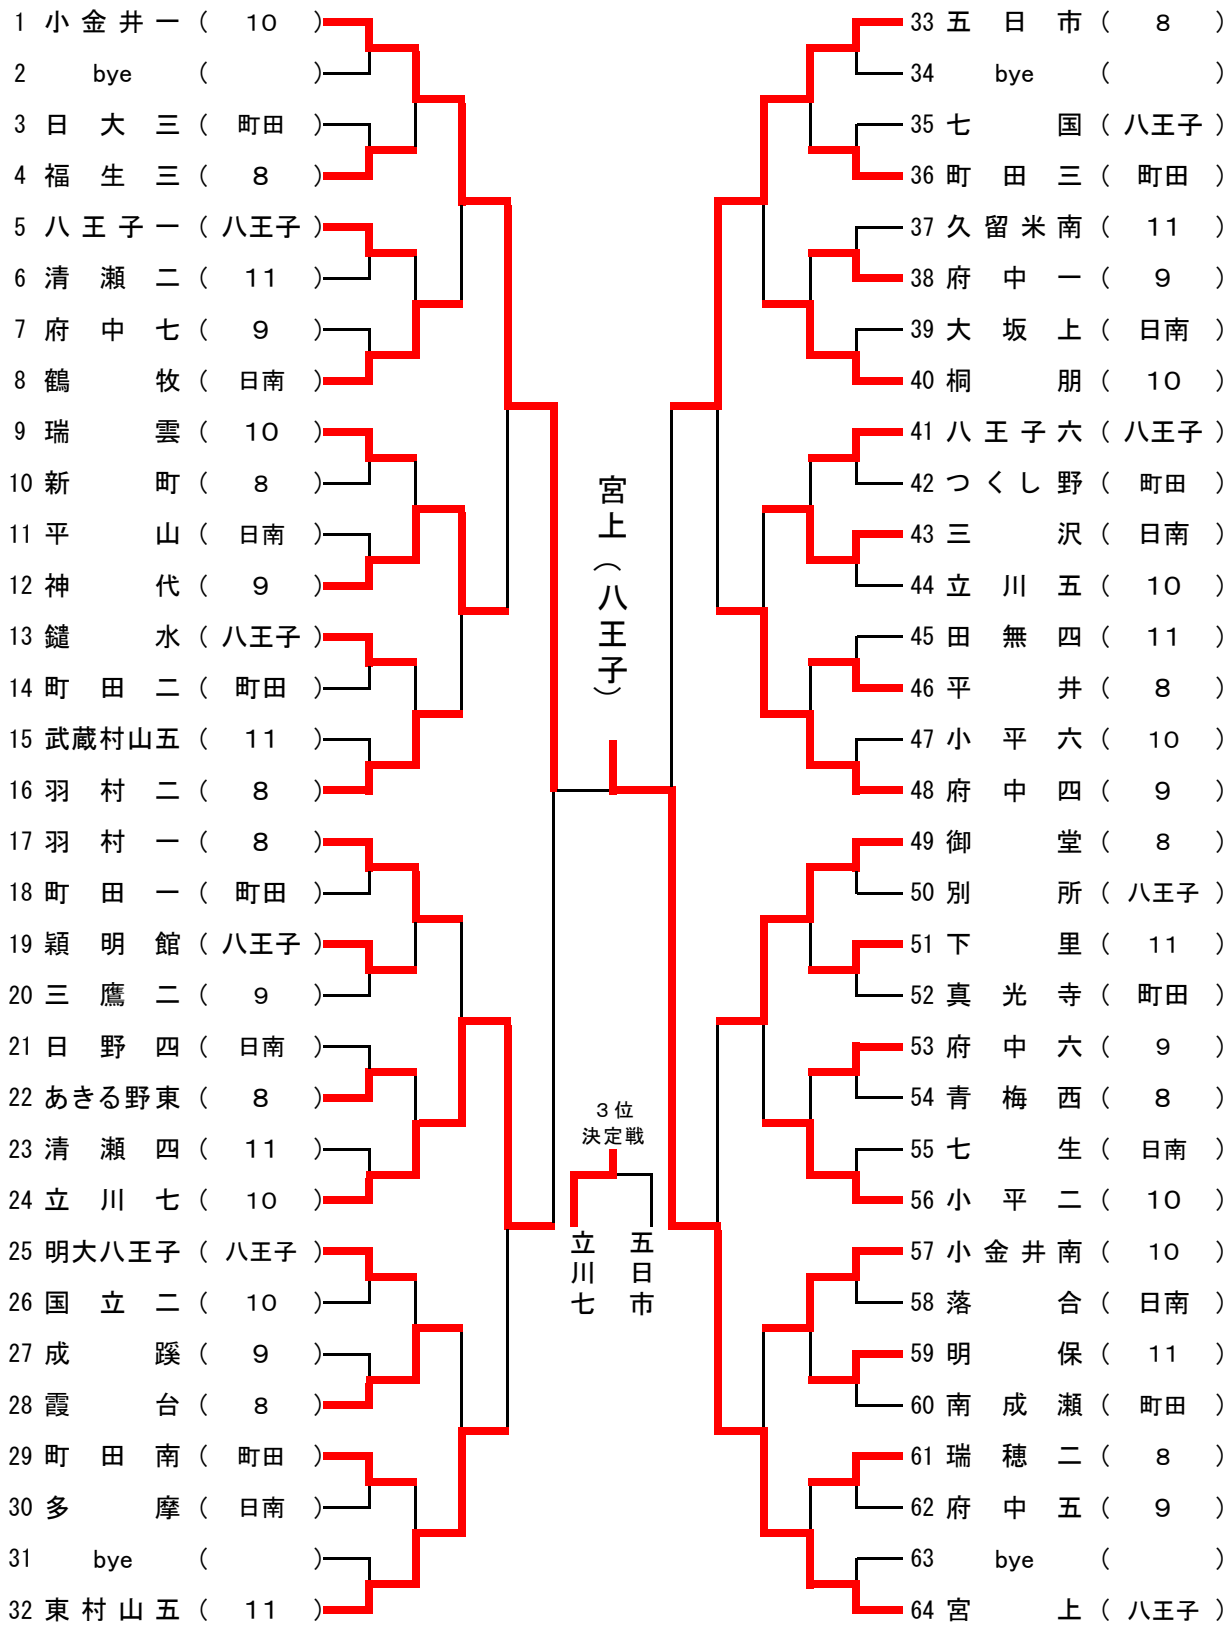 1 小金井一 ( 10 )
2 bye ( )
3 日大三 ( 町田 )
4 福生三 ( 8 )
5 八王子一 ( 八王子 )
6 清瀬二 ( 11 )
7 府中七 ( 9 )
8 鶴牧 ( 日南 )
9 瑞雲 ( 10 )
10 新町 ( 8 )
11 平山 ( 日南 )
12 神代 ( 9 )
13 鑓水 ( 八王子 )
14 町田二 ( 町田 )
15 武蔵村山五 ( 11 )
16 羽村二 ( 8 )
17 羽村一 ( 8 )
18 町田一 ( 町田 )
19 穎明館 ( 八王子 )
20 三鷹二 ( 9 )
21 日野四 ( 日南 )
22 あきる野東 ( 8 )
23 清瀬四 ( 11 )
24 立川七 ( 10 )
25 明大八王子 ( 八王子 )
26 国立二 ( 10 )
27 成蹊 ( 9 )
28 霞台 ( 8 )
29 町田南 ( 町田 )
30 多摩 ( 日南 )
31 bye ( )
32 東村山五 ( 11 )
宮上(八王子)
3位
決定戦
立川七
五日市
33 五日市 ( 8 )
34 bye ( )
35 七国 ( 八王子 )
36 町田三 ( 町田 )
37 久留米南 ( 11 )
38 府中一 ( 9 )
39 大坂上 ( 日南 )
40 桐朋 ( 10 )
41 八王子六 ( 八王子 )
42 つくし野 ( 町田 )
43 三沢 ( 日南 )
44 立川五 ( 10 )
45 田無四 ( 11 )
46 平井 ( 8 )
47 小平六 ( 10 )
48 府中四 ( 9 )
49 御堂 ( 8 )
50 別所 ( 八王子 )
51 下里 ( 11 )
52 真光寺 ( 町田 )
53 府中六 ( 9 )
54 青梅西 ( 8 )
55 七生 ( 日南 )
56 小平二 ( 10 )
57 小金井南 ( 10 )
58 落合 ( 日南 )
59 明保 ( 11 )
60 南成瀬 ( 町田 )
61 瑞穂二 ( 8 )
62 府中五 ( 9 )
63 bye ( )
64 宮上 ( 八王子 )